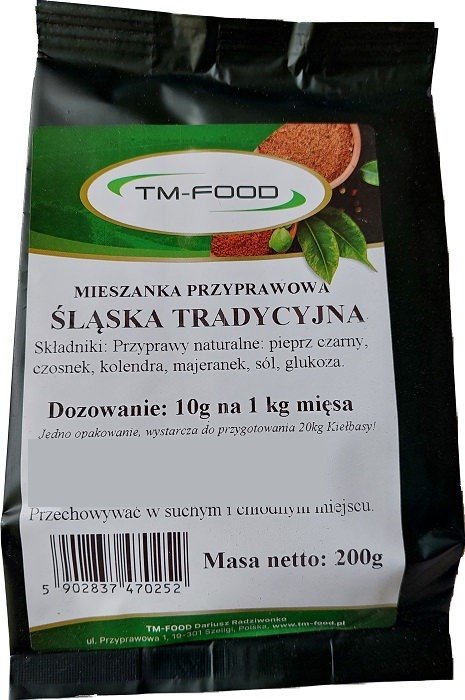 TM-FOOD
MIESZANKA PRZYPRAWOWA
ŚLĄSKA TRADYCYJNA
Składniki: Przyprawy naturalne: pieprz czarny,
czosnek, kolendra, majeranek, sól, glukoza.
Dozowanie: 10g na 1 kg mięsa
Jedno opakowanie, wystarcza do przygotowania 20kg Kiełbasy!
Przechowywać w suchym i chłodnym miejscu.
Masa netto: 200g
5 902837 470252
TM-FOOD Dariusz Radziwonko
ul. Przyprawowa 1, 19-301 Szeligi, Polska, www.tm-food.pl